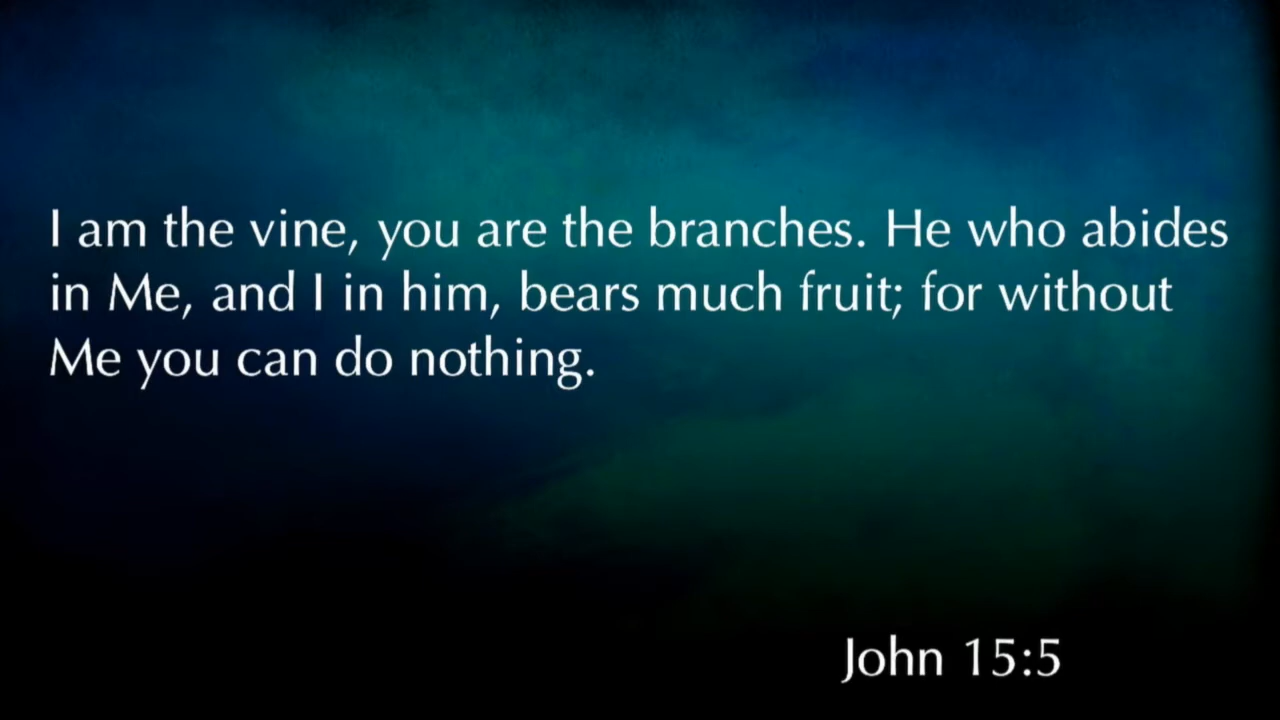 I am the vine, you are the branches. He who abides
in Me, and I in him, bears much fruit; for without
Me you can do nothing.
John 15:5